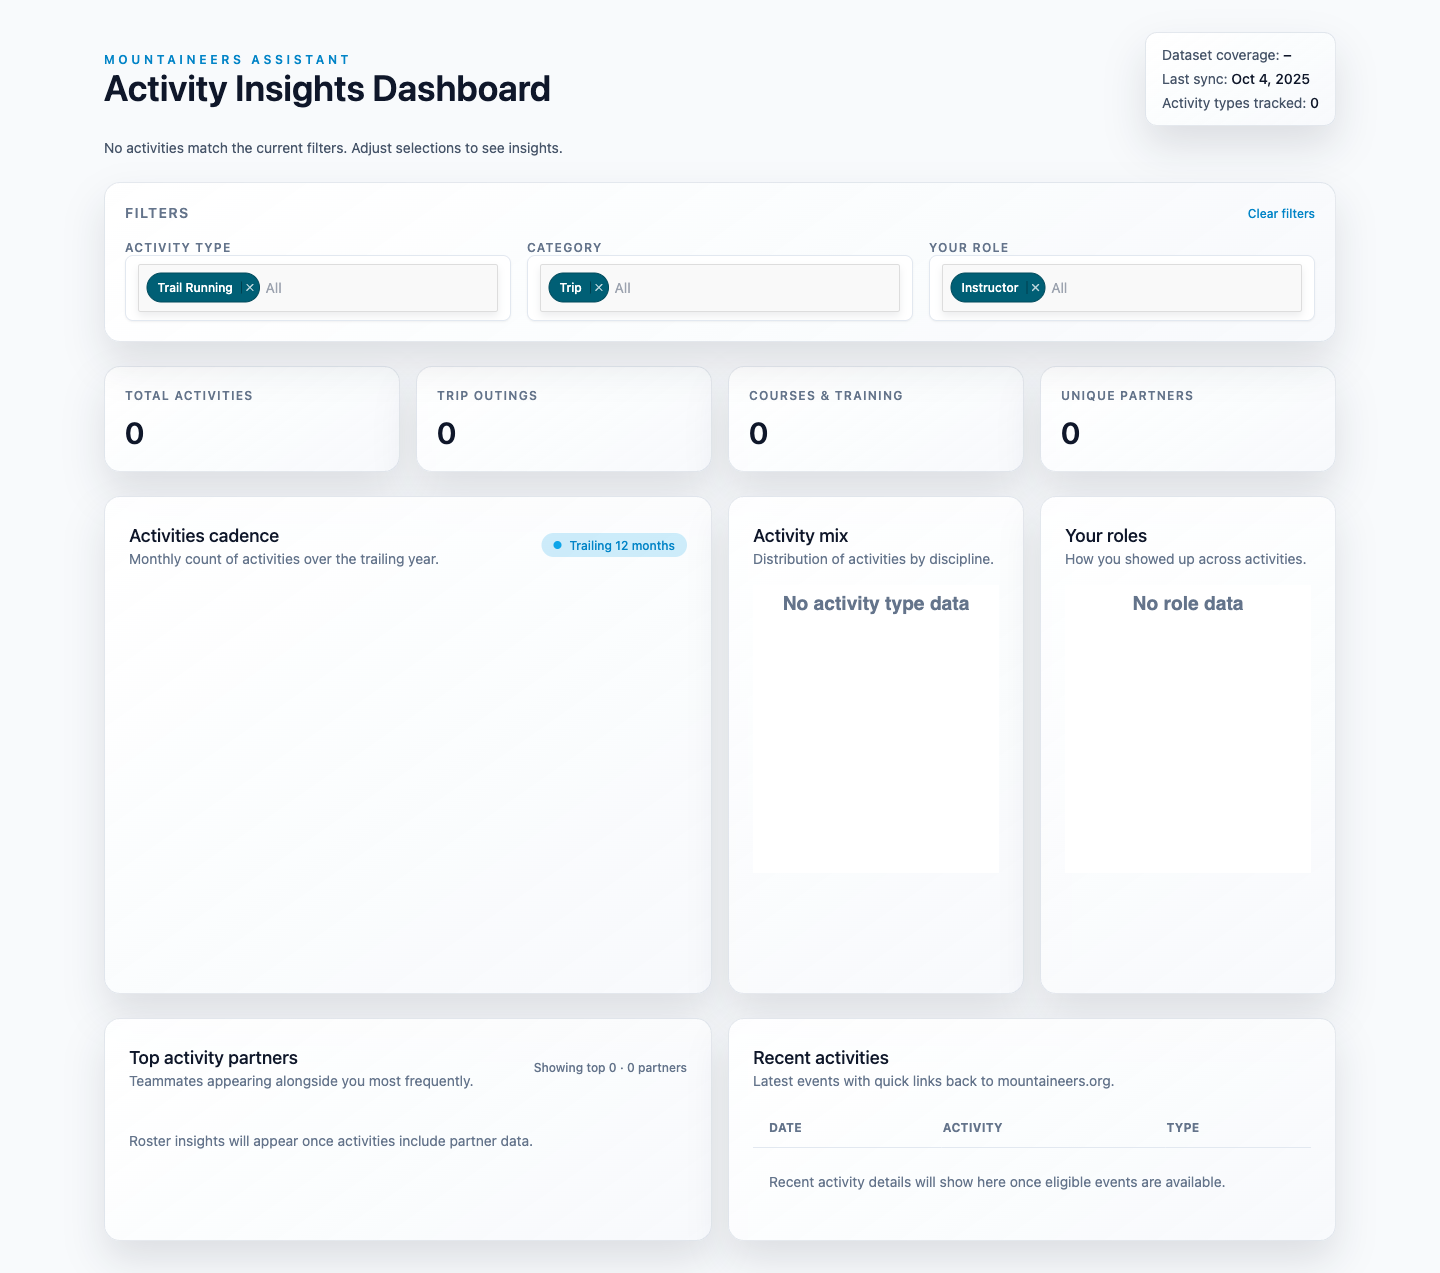 MOUNTAINEERS ASSISTANT
Activity Insights Dashboard
No activities match the current filters. Adjust selections to see insights.
Dataset coverage: –
Last sync: Oct 4, 2025
Activity types tracked: 0
FILTERS
Clear filters
ACTIVITY TYPE
Trail Running × All
CATEGORY
Trip × All
YOUR ROLE
Instructor × All
TOTAL ACTIVITIES
0
TRIP OUTINGS
0
COURSES & TRAINING
0
UNIQUE PARTNERS
0
Activities cadence
Monthly count of activities over the trailing year.
Trailing 12 months
Activity mix
Distribution of activities by discipline.
No activity type data
Your roles
How you showed up across activities.
No role data
Top activity partners
Teammates appearing alongside you most frequently.
Showing top 0 · 0 partners
Roster insights will appear once activities include partner data.
Recent activities
Latest events with quick links back to mountaineers.org.
DATE ACTIVITY TYPE
Recent activity details will show here once eligible events are available.